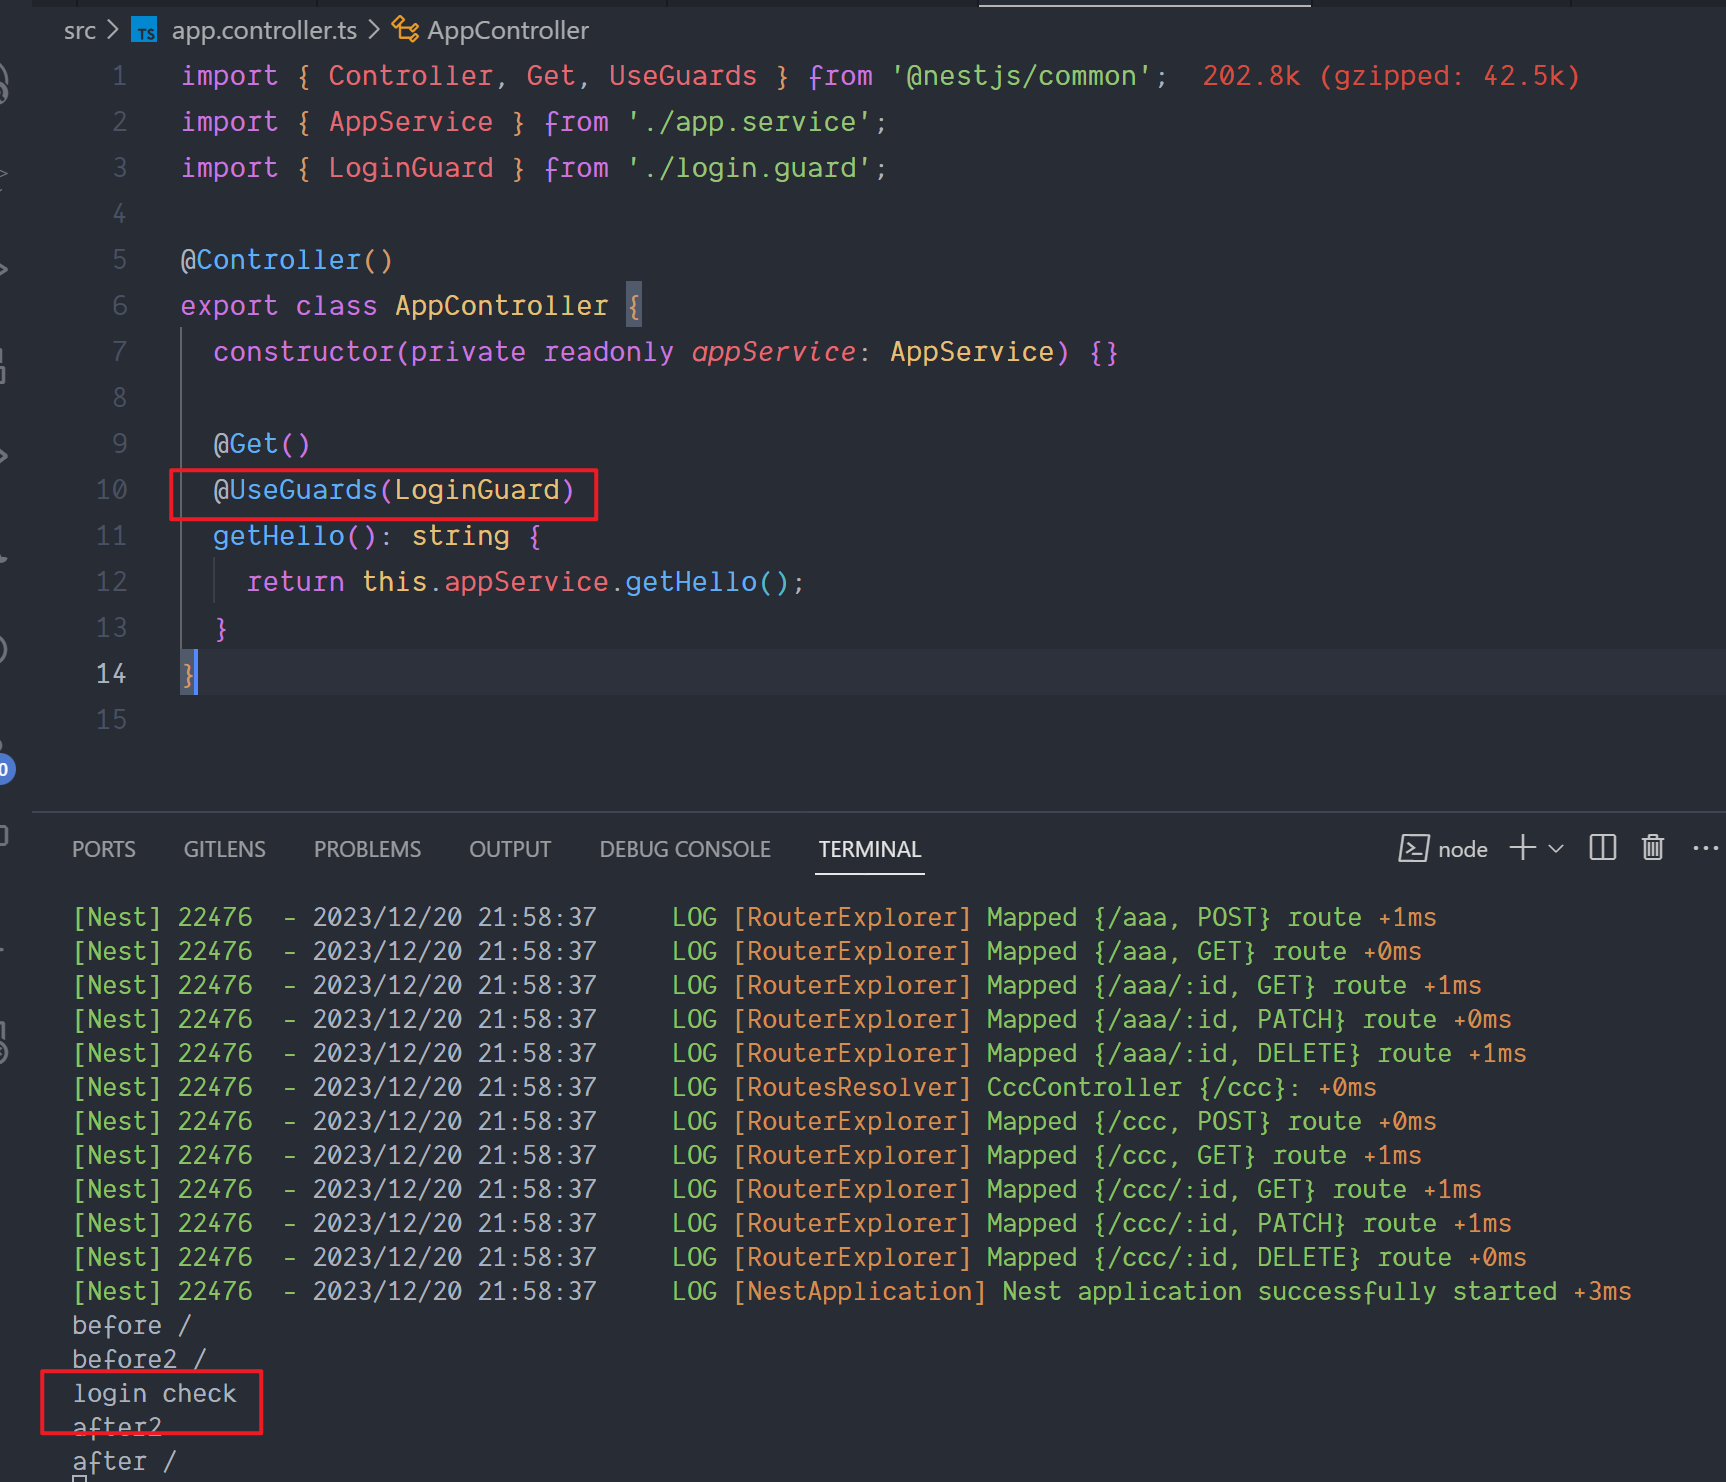 src > TS app.controller.ts > AppController
1 import { Controller, Get, UseGuards } from '@nestjs/common'; 202.8k (gzipped: 42.5k)
2 import { AppService } from './app.service';
3 import { LoginGuard } from './login.guard';
4
5 @Controller()
6 export class AppController {
7 constructor(private readonly appService: AppService) {}
8
9 @Get()
10 @UseGuards(LoginGuard)
11 getHello(): string {
12 return this.appService.getHello();
13 }
14 }
15
PORTS GITLENS PROBLEMS OUTPUT DEBUG CONSOLE TERMINAL node
[Nest] 22476 - 2023/12/20 21:58:37 LOG [RouterExplorer] Mapped {/aaa, POST} route +1ms
[Nest] 22476 - 2023/12/20 21:58:37 LOG [RouterExplorer] Mapped {/aaa, GET} route +0ms
[Nest] 22476 - 2023/12/20 21:58:37 LOG [RouterExplorer] Mapped {/aaa/:id, GET} route +1ms
[Nest] 22476 - 2023/12/20 21:58:37 LOG [RouterExplorer] Mapped {/aaa/:id, PATCH} route +0ms
[Nest] 22476 - 2023/12/20 21:58:37 LOG [RouterExplorer] Mapped {/aaa/:id, DELETE} route +1ms
[Nest] 22476 - 2023/12/20 21:58:37 LOG [RoutesResolver] CccController {/ccc}: +0ms
[Nest] 22476 - 2023/12/20 21:58:37 LOG [RouterExplorer] Mapped {/ccc, POST} route +0ms
[Nest] 22476 - 2023/12/20 21:58:37 LOG [RouterExplorer] Mapped {/ccc, GET} route +1ms
[Nest] 22476 - 2023/12/20 21:58:37 LOG [RouterExplorer] Mapped {/ccc/:id, GET} route +1ms
[Nest] 22476 - 2023/12/20 21:58:37 LOG [RouterExplorer] Mapped {/ccc/:id, PATCH} route +1ms
[Nest] 22476 - 2023/12/20 21:58:37 LOG [RouterExplorer] Mapped {/ccc/:id, DELETE} route +0ms
[Nest] 22476 - 2023/12/20 21:58:37 LOG [NestApplication] Nest application successfully started +3ms
before /
before2 /
login check
after2
after /